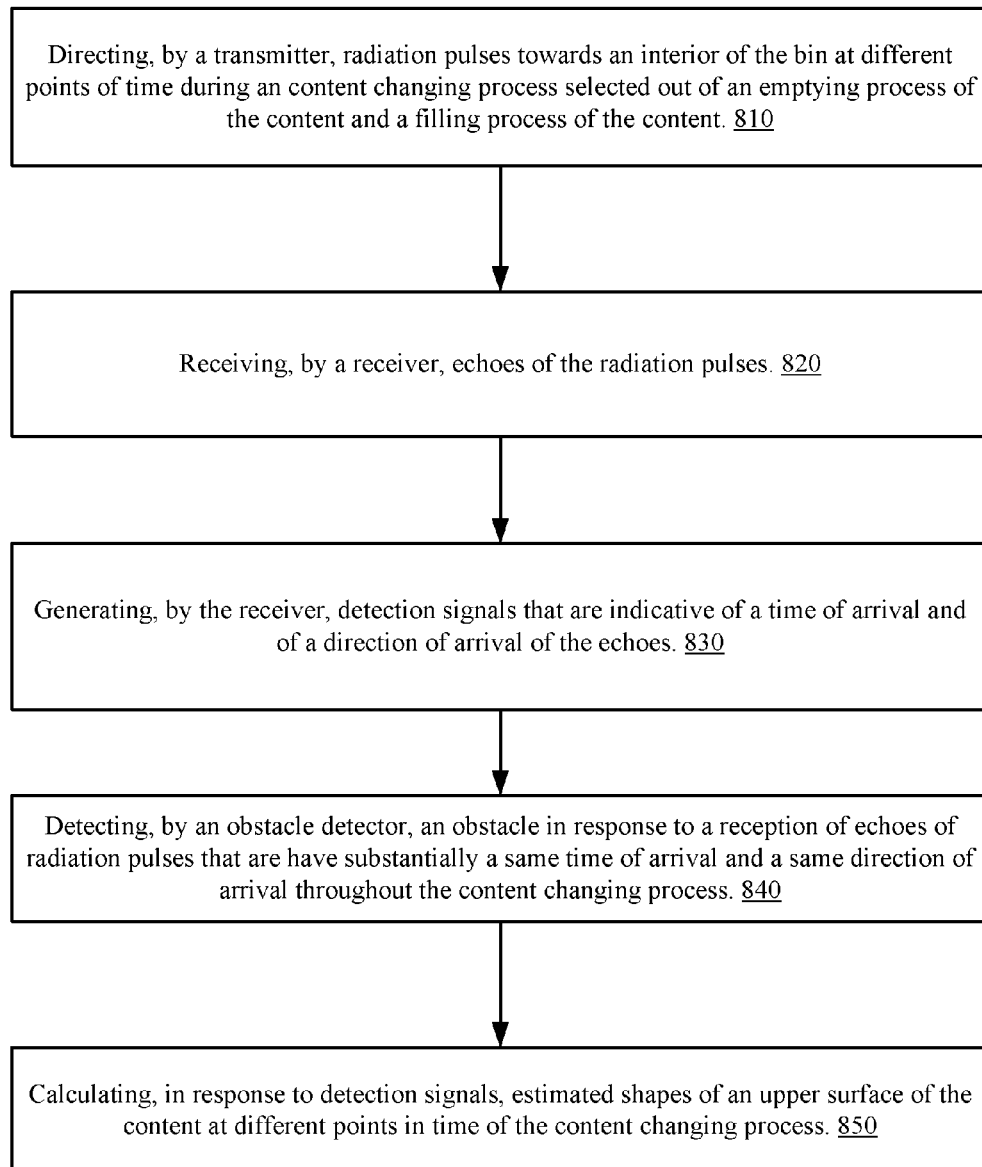 Directing, by a transmitter, radiation pulses towards an interior of the bin at different
points of time during an content changing process selected out of an emptying process of
the content and a filling process of the content. 810
Receiving, by a receiver, echoes of the radiation pulses. 820
Generating, by the receiver, detection signals that are indicative of a time of arrival and
of a direction of arrival of the echoes. 830
Detecting, by an obstacle detector, an obstacle in response to a reception of echoes of
radiation pulses that are have substantially a same time of arrival and a same direction of
arrival throughout the content changing process. 840
Calculating, in response to detection signals, estimated shapes of an upper surface of the
content at different points in time of the content changing process. 850